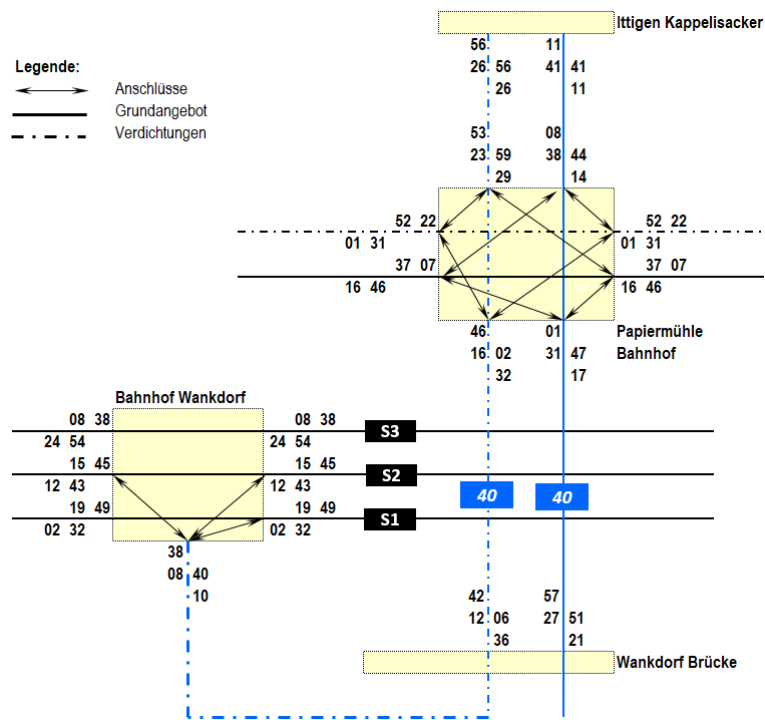 Ittigen Kappelisacker
56 11
26 56 41 41
26 11
Legende:
Anschlüsse
Grundangebot
Verdichtungen
53 08
23 59 38 44
29 14
52 22 52 22
01 31 01 31
37 07 37 07
16 46 16 46
46 01 Papiermühle
16 02 31 47 Bahnhof
32 17
Bahnhof Wankdorf
08 38 08 38
S3
24 54 24 54
15 45 15 45
S2
12 43 12 43
40 40
19 49 19 49
S1
02 32 02 32
38
08 40
10
42 57
12 06 27 51
36 21
Wankdorf Brücke